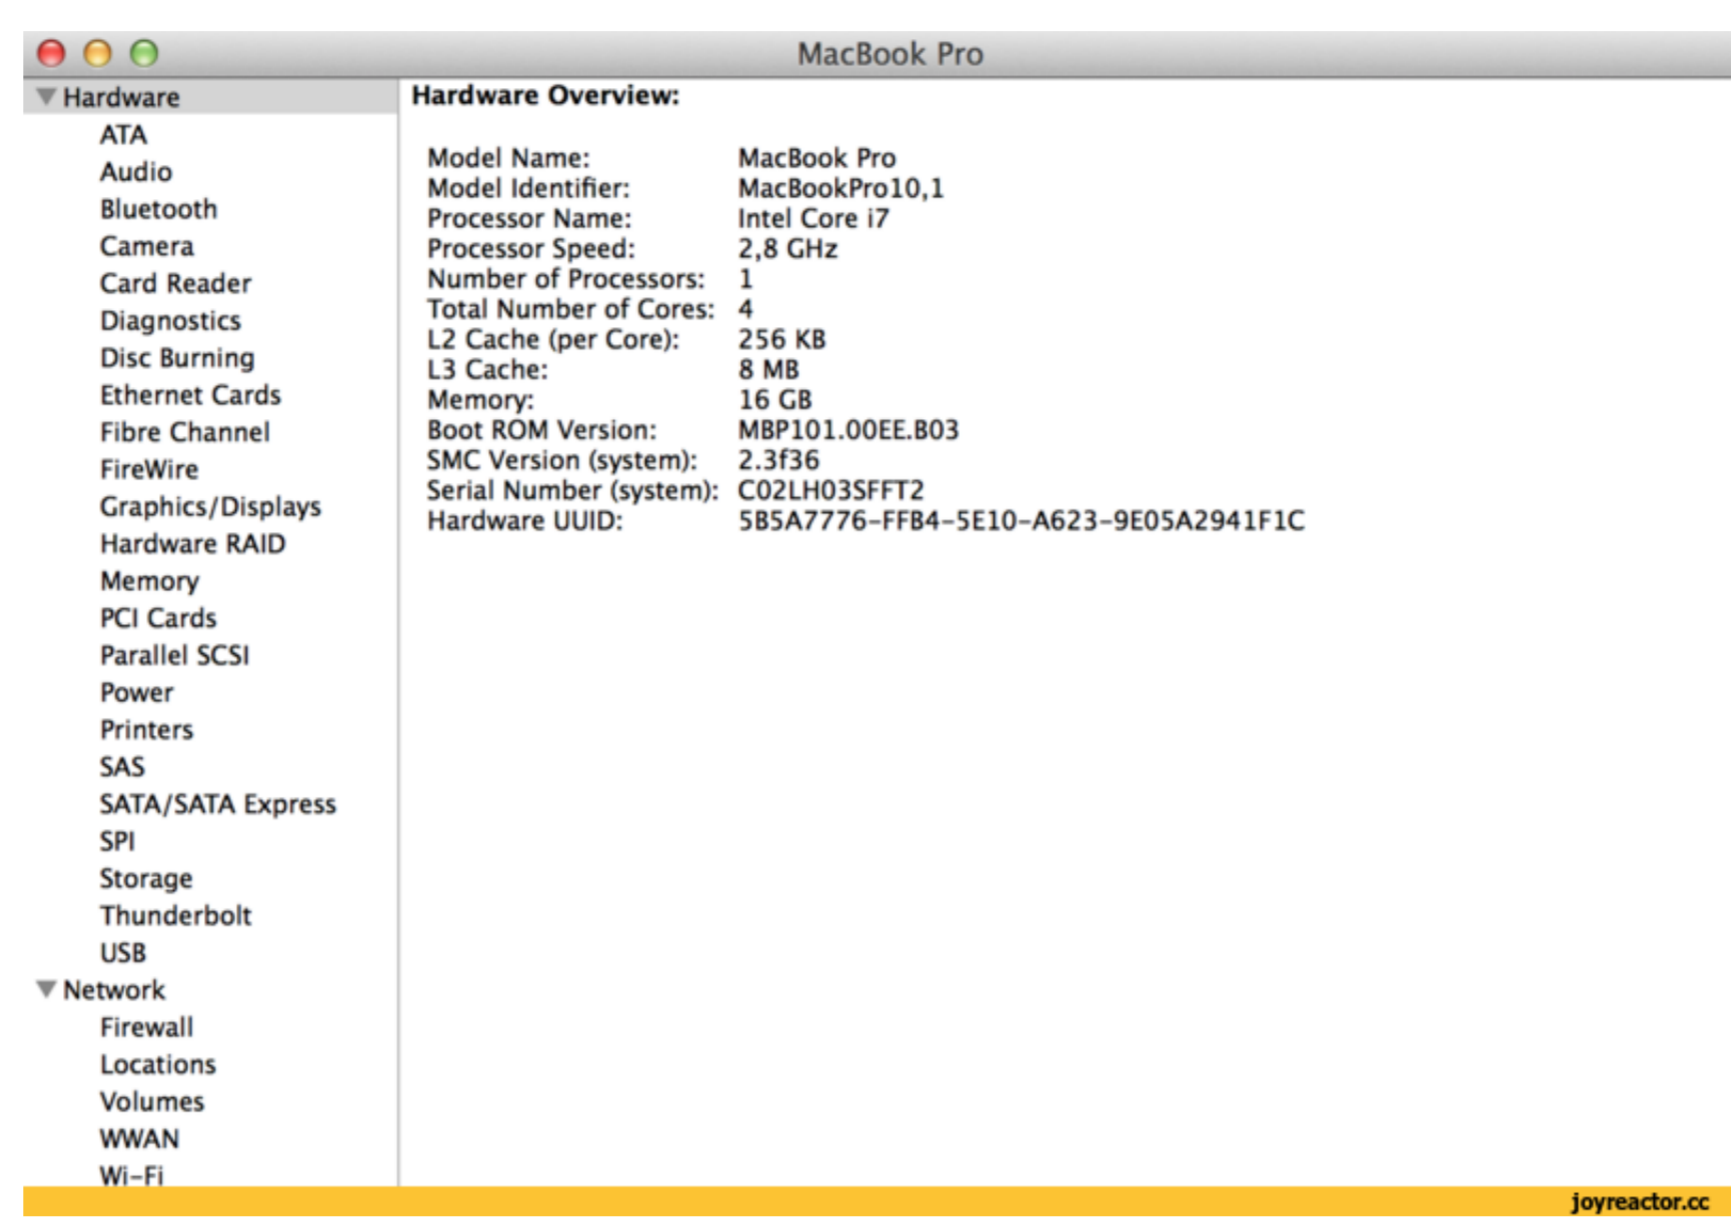 MacBook Pro
Hardware
ATA
Audio
Bluetooth
Camera
Card Reader
Diagnostics
Disc Burning
Ethernet Cards
Fibre Channel
FireWire
Graphics/Displays
Hardware RAID
Memory
PCI Cards
Parallel SCSI
Power
Printers
SAS
SATA/SATA Express
SPI
Storage
Thunderbolt
USB
Network
Firewall
Locations
Volumes
WWAN
Wi-Fi
Hardware Overview:
Model Name: MacBook Pro
Model Identifier: MacBookPro10,1
Processor Name: Intel Core i7
Processor Speed: 2,8 GHz
Number of Processors: 1
Total Number of Cores: 4
L2 Cache (per Core): 256 KB
L3 Cache: 8 MB
Memory: 16 GB
Boot ROM Version: MBP101.00EE.B03
SMC Version (system): 2.3f36
Serial Number (system): C02LH03SFFT2
Hardware UUID: 5B5A7776-FFB4-5E10-A623-9E05A2941F1C
joyreactor.cc